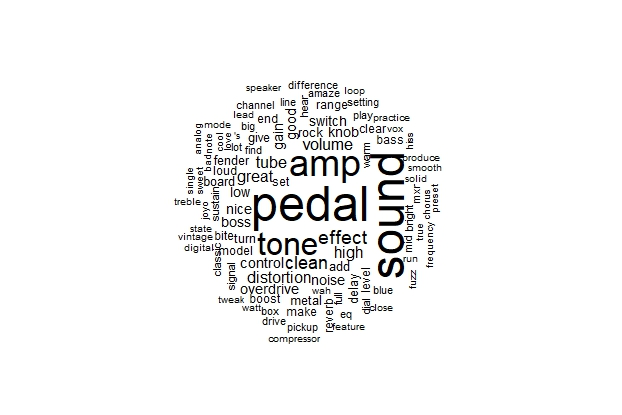 speaker difference
amaze loop
channel line hear range setting
lead end gain good switch play practice
mode big rock knob clear vox
analog badnote cool love 's give volume bass hiss
slot find warm
fender tube amp produce
single sweet loud great smooth
board set solid
treble joyo sustain low pedal sound mxr preset
nice mid bright true chorus frequency
state boss
vintage bite turn tone effect
digital classic model high run
signal control clean add fuzz
distortion noise delay dial level
overdrive wah full blue
tweak boost metal
watt box make reverb eq close
drive pickup feature
compressor